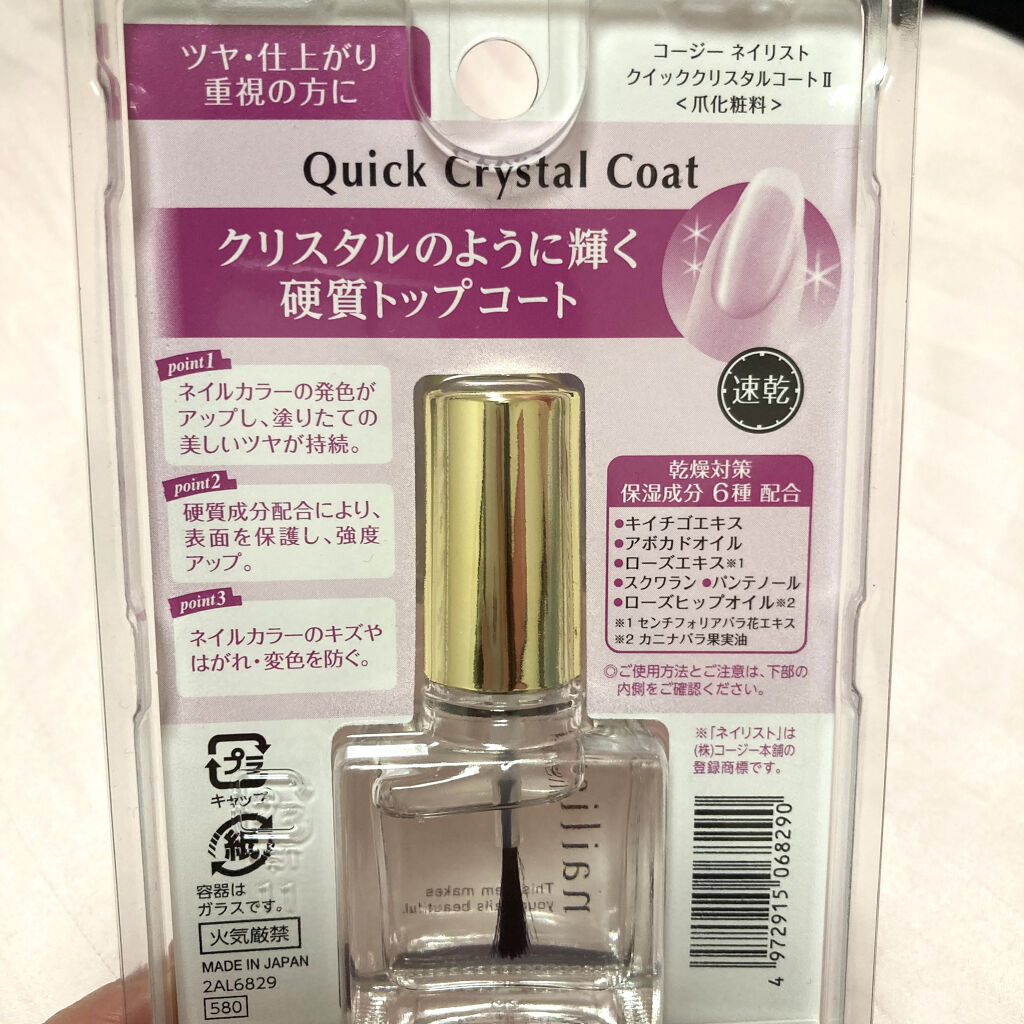 ツヤ・仕上がり
重視の方に
コージー ネイリスト
クイッククリスタルコートⅡ
＜爪化粧料＞
Quick Crystal Coat
クリスタルのように輝く
硬質トップコート
速乾
point1
ネイルカラーの発色が
アップし、塗りたての
美しいツヤが持続。
point2
硬質成分配合により、
表面を保護し、強度
アップ。
point3
ネイルカラーのキズや
はがれ・変色を防ぐ。
乾燥対策
保湿成分 6種 配合
●キイチゴエキス
●アボカドオイル
●ローズエキス※1
●スクワラン ●パンテノール
●ローズヒップオイル※2
※1 センチフォリアバラ花エキス
※2 カニナバラ果実油
◎ご使用方法とご注意は、下部の
内側をご確認ください。
※「ネイリスト」は
(株)コージー本舗の
登録商標です。
プラ
キャップ
紙
容器は
ガラスです。
火気厳禁
MADE IN JAPAN
2AL6829
580
This item makes
your nails beautiful.
4 972915 068290